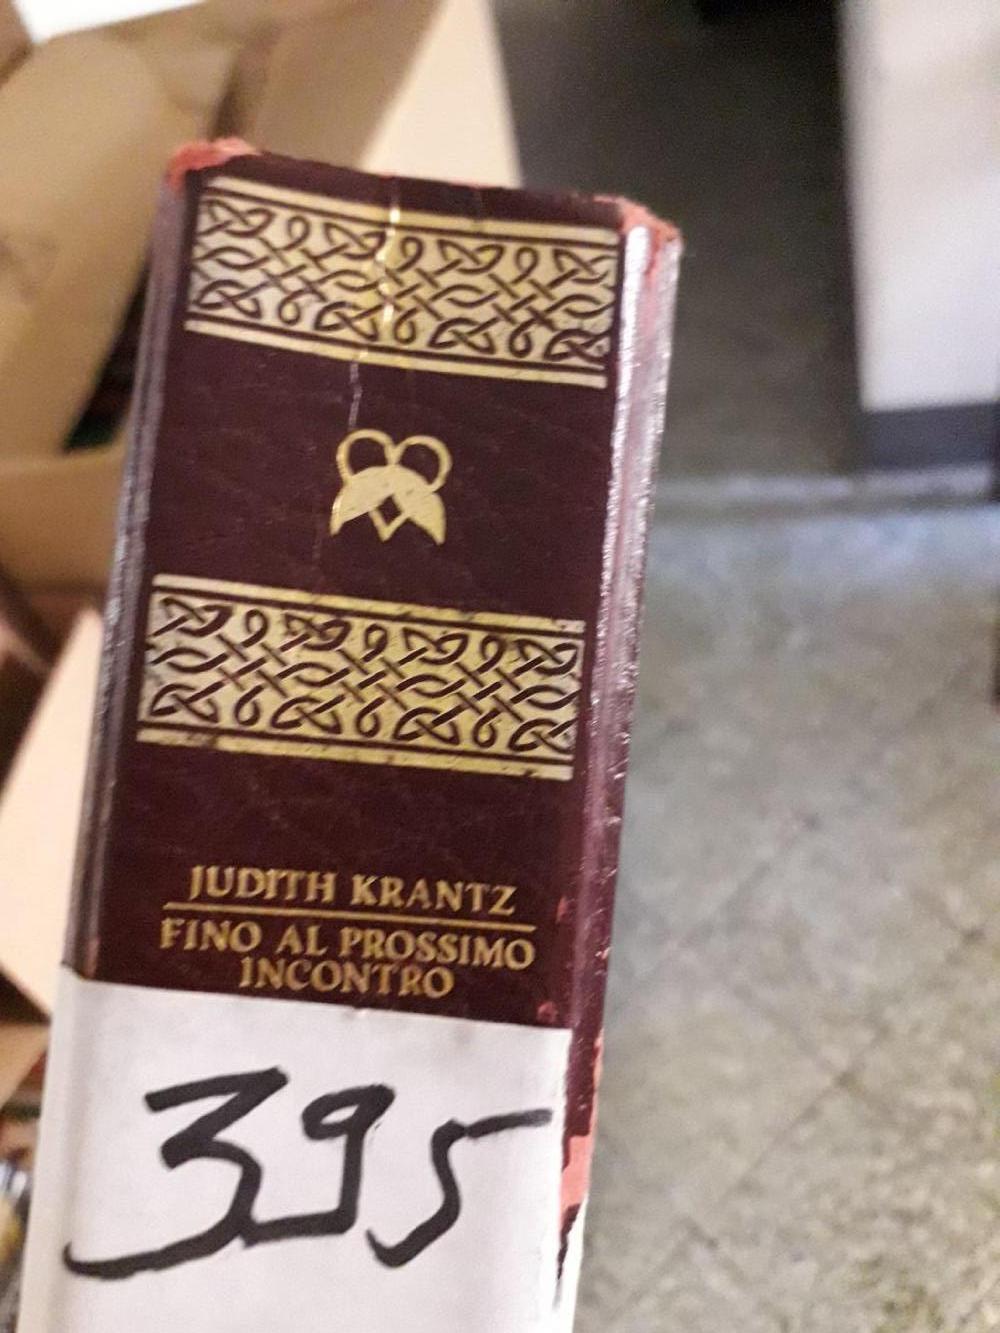 JUDITH KRANTZ
FINO AL PROSSIMO
INCONTRO
395